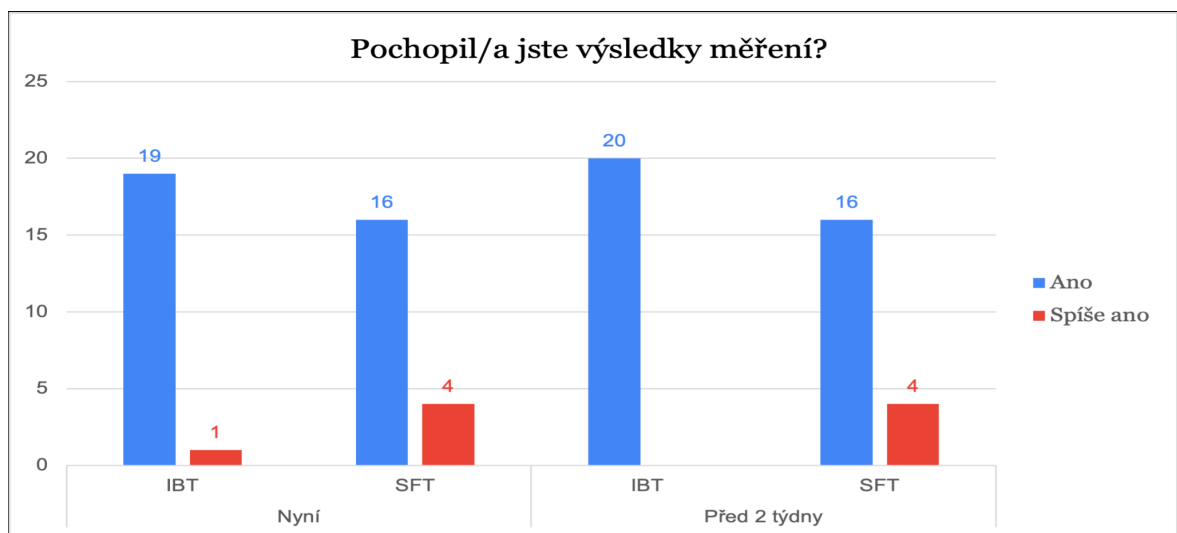 Pochopil/a jste výsledky měření?
25
20
15
10
5
0
19
1
16
4
20
16
4
IBT
SFT
IBT
SFT
Nyní
Před 2 týdny
Ano
Spíše ano